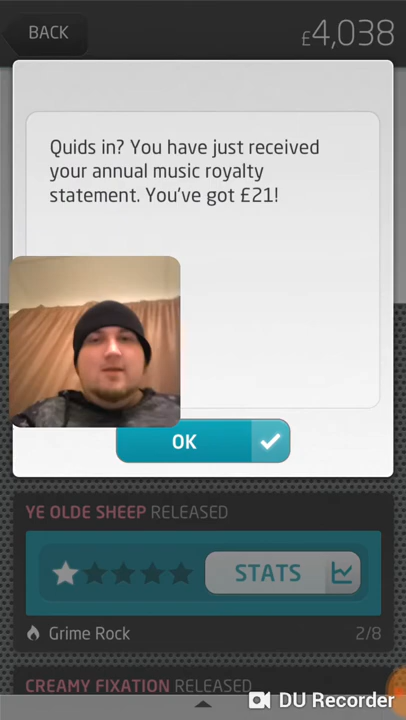 BACK
£4,038
Quids in? You have just received
your annual music royalty
statement. You've got £21!
OK
YE OLDE SHEEP RELEASED
STATS
Grime Rock
2/8
CREAMY FIXATION RELEASED
DU Recorder